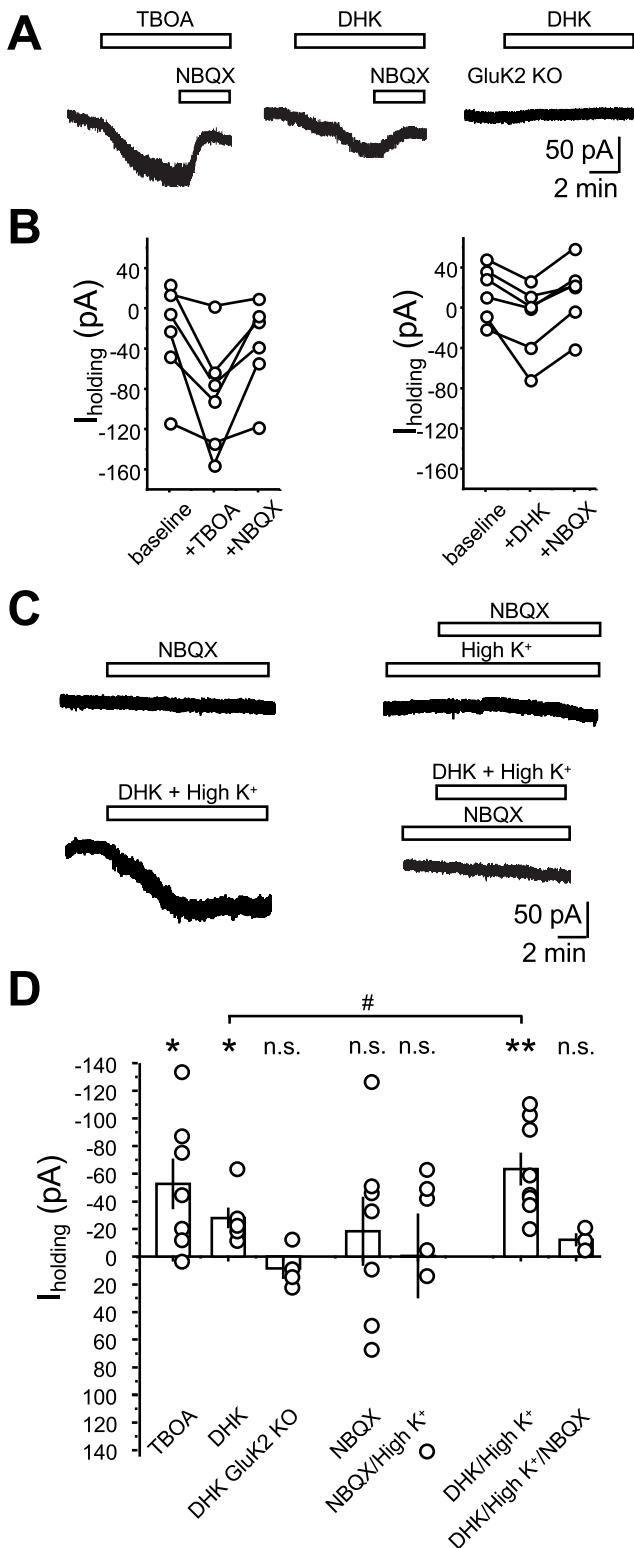 A
TBOA
DHK
DHK
NBQX
NBQX
GluK2 KO
50 pA
2 min
B
I holding (pA)
40
0
-40
-80
-120
-160
baseline
+TBOA
+NBQX
I holding (pA)
40
0
-40
-80
-120
-160
baseline
+DHK
+NBQX
C
NBQX
NBQX
High K⁺
DHK + High K⁺
DHK + High K⁺
NBQX
50 pA
2 min
D
#
* * n.s. n.s. n.s. ** n.s.
I holding (pA)
-140
-120
-100
-80
-60
-40
-20
0
20
40
60
80
100
120
140
TBOA
DHK
DHK GluK2 KO
NBQX
NBQX/High K⁺
DHK/High K⁺
DHK/High K⁺/NBQX